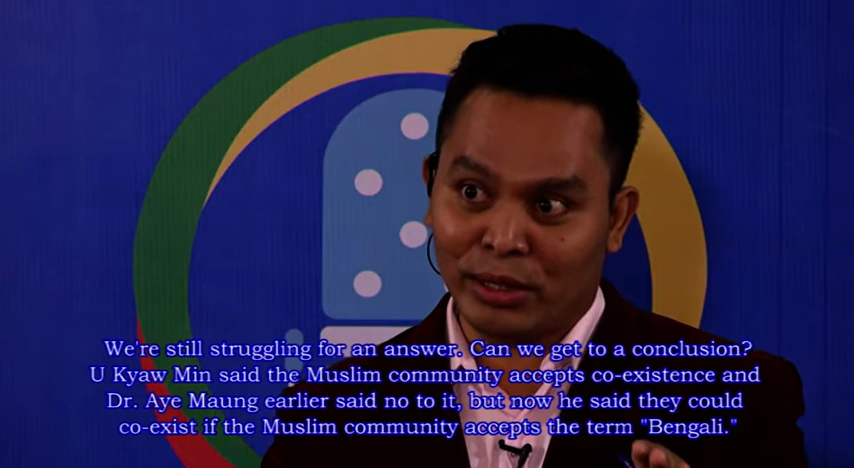 We're still struggling for an answer. Can we get to a conclusion?
U Kyaw Min said the Muslim community accepts co-existence and
Dr. Aye Maung earlier said no to it, but now he said they could
co-exist if the Muslim community accepts the term "Bengali."